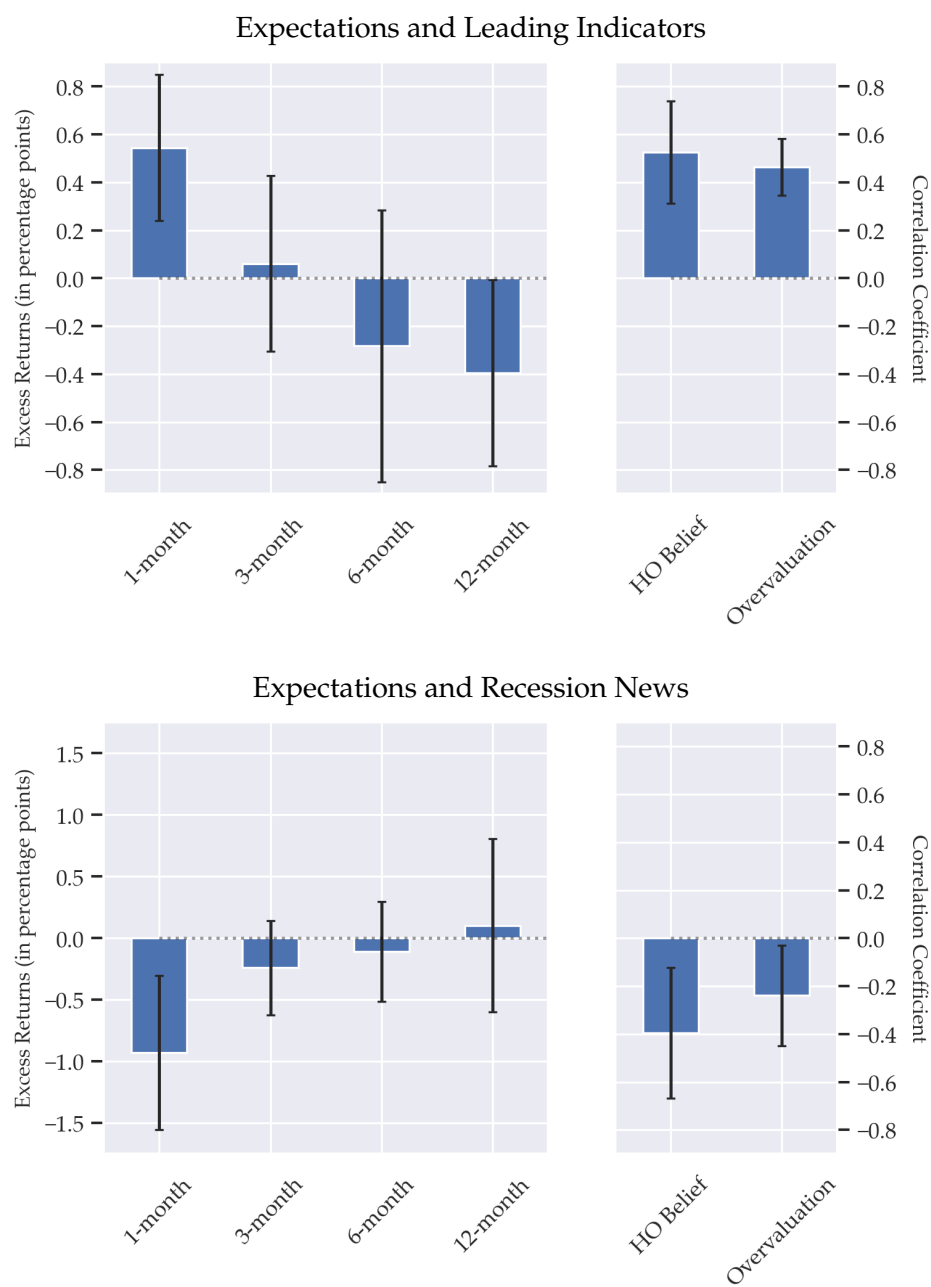 Expectations and Leading Indicators
Excess Returns (in percentage points)
0.8
0.6
0.4
0.2
0.0
−0.2
−0.4
−0.6
−0.8
1-month
3-month
6-month
12-month
0.8
0.6
0.4
0.2
0.0
−0.2
−0.4
−0.6
−0.8
Correlation Coefficient
HO Belief
Overvaluation
Expectations and Recession News
Excess Returns (in percentage points)
1.5
1.0
0.5
0.0
−0.5
−1.0
−1.5
1-month
3-month
6-month
12-month
0.8
0.6
0.4
0.2
0.0
−0.2
−0.4
−0.6
−0.8
Correlation Coefficient
HO Belief
Overvaluation